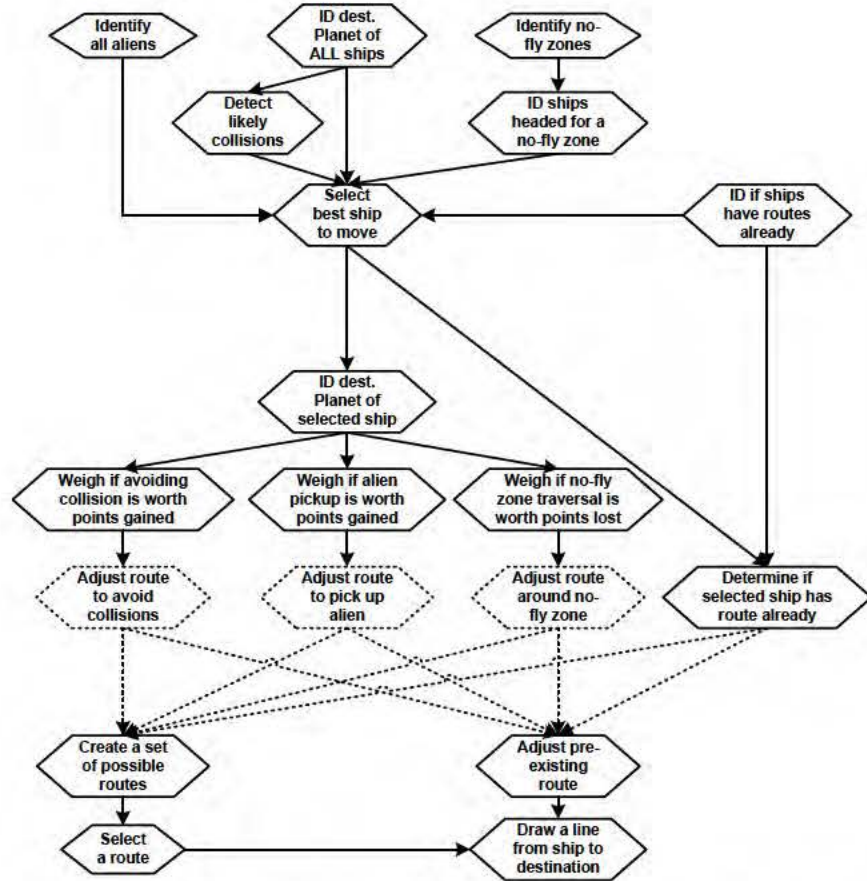 Identify
all aliens
ID dest.
Planet of
ALL ships
Identify no-
fly zones
Detect
likely
collisions
ID ships
headed for a
no-fly zone
Select
best ship
to move
ID if ships
have routes
already
ID dest.
Planet of
selected ship
Weigh if avoiding
collision is worth
points gained
Weigh if alien
pickup is worth
points gained
Weigh if no-fly
zone traversal is
worth points lost
Adjust route
to avoid
collisions
Adjust route
to pick up
alien
Adjust route
around no-
fly zone
Determine if
selected ship has
route already
Create a set
of possible
routes
Adjust pre-
existing
route
Select
a route
Draw a line
from ship to
destination